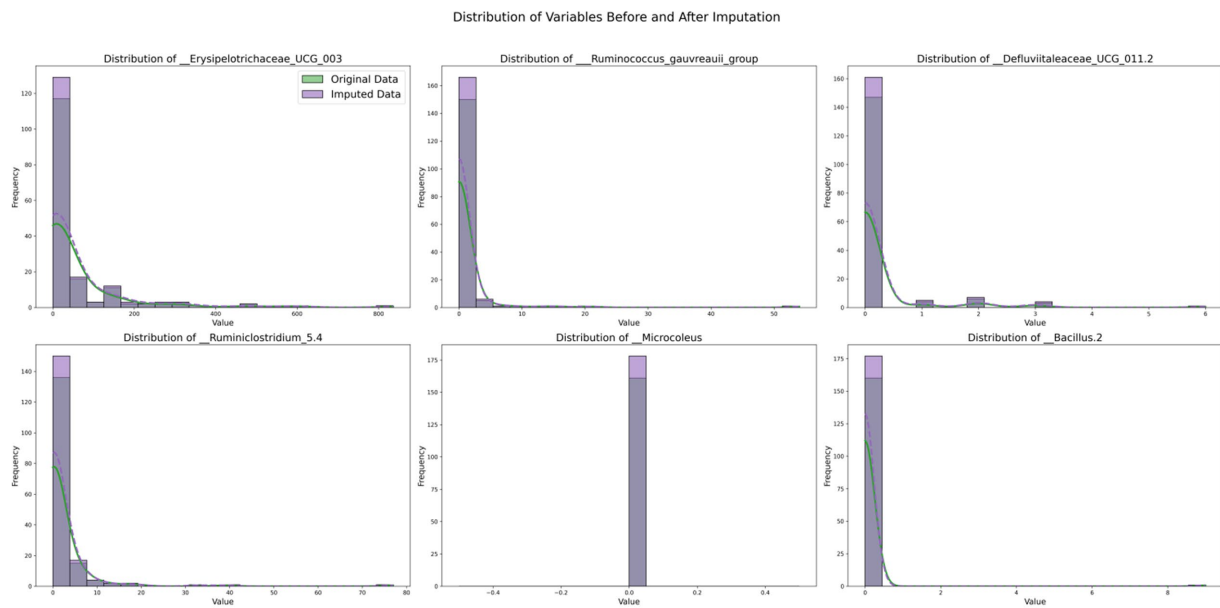 Distribution of Variables Before and After Imputation
Distribution of __Erysipelotrichaceae_UCG_003
Frequency
120
100
80
60
40
20
0
0 200 400 600 800
Value
Original Data
Imputed Data
Distribution of ___Ruminococcus_gauvreauii_group
Frequency
160
140
120
100
80
60
40
20
0
0 10 20 30 40 50
Value
Distribution of __Defluviitaleaceae_UCG_011.2
Frequency
160
140
120
100
80
60
40
20
0
0 1 2 3 4 5 6
Value
Distribution of __Ruminiclostridium_5.4
Frequency
140
120
100
80
60
40
20
0
0 10 20 30 40 50 60 70 80
Value
Distribution of __Microcoleus
Frequency
175
150
125
100
75
50
25
0
−0.4 −0.2 0.0 0.2 0.4
Value
Distribution of __Bacillus.2
Frequency
175
150
125
100
75
50
25
0
0 2 4 6 8
Value